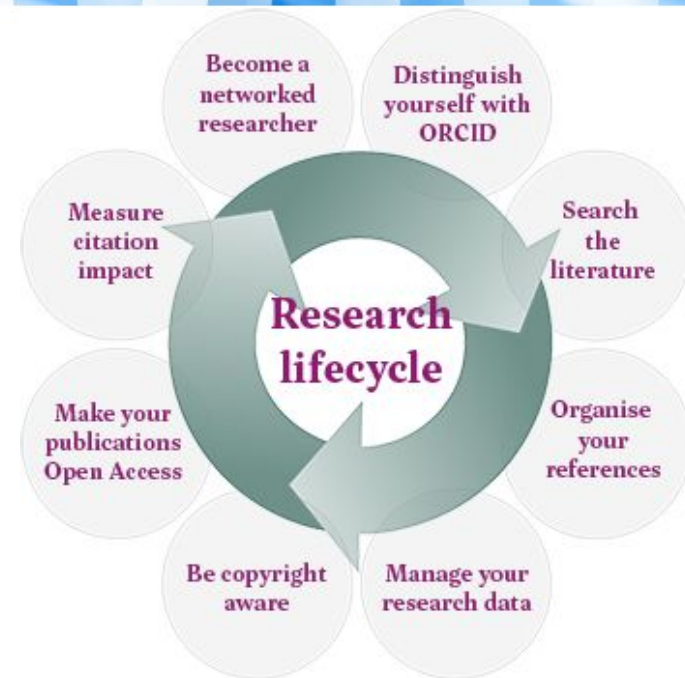 Become a
networked
researcher
Distinguish
yourself with
ORCID
Search
the
literature
Organise
your
references
Manage your
research data
Be copyright
aware
Make your
publications
Open Access
Measure
citation
impact
Research
lifecycle